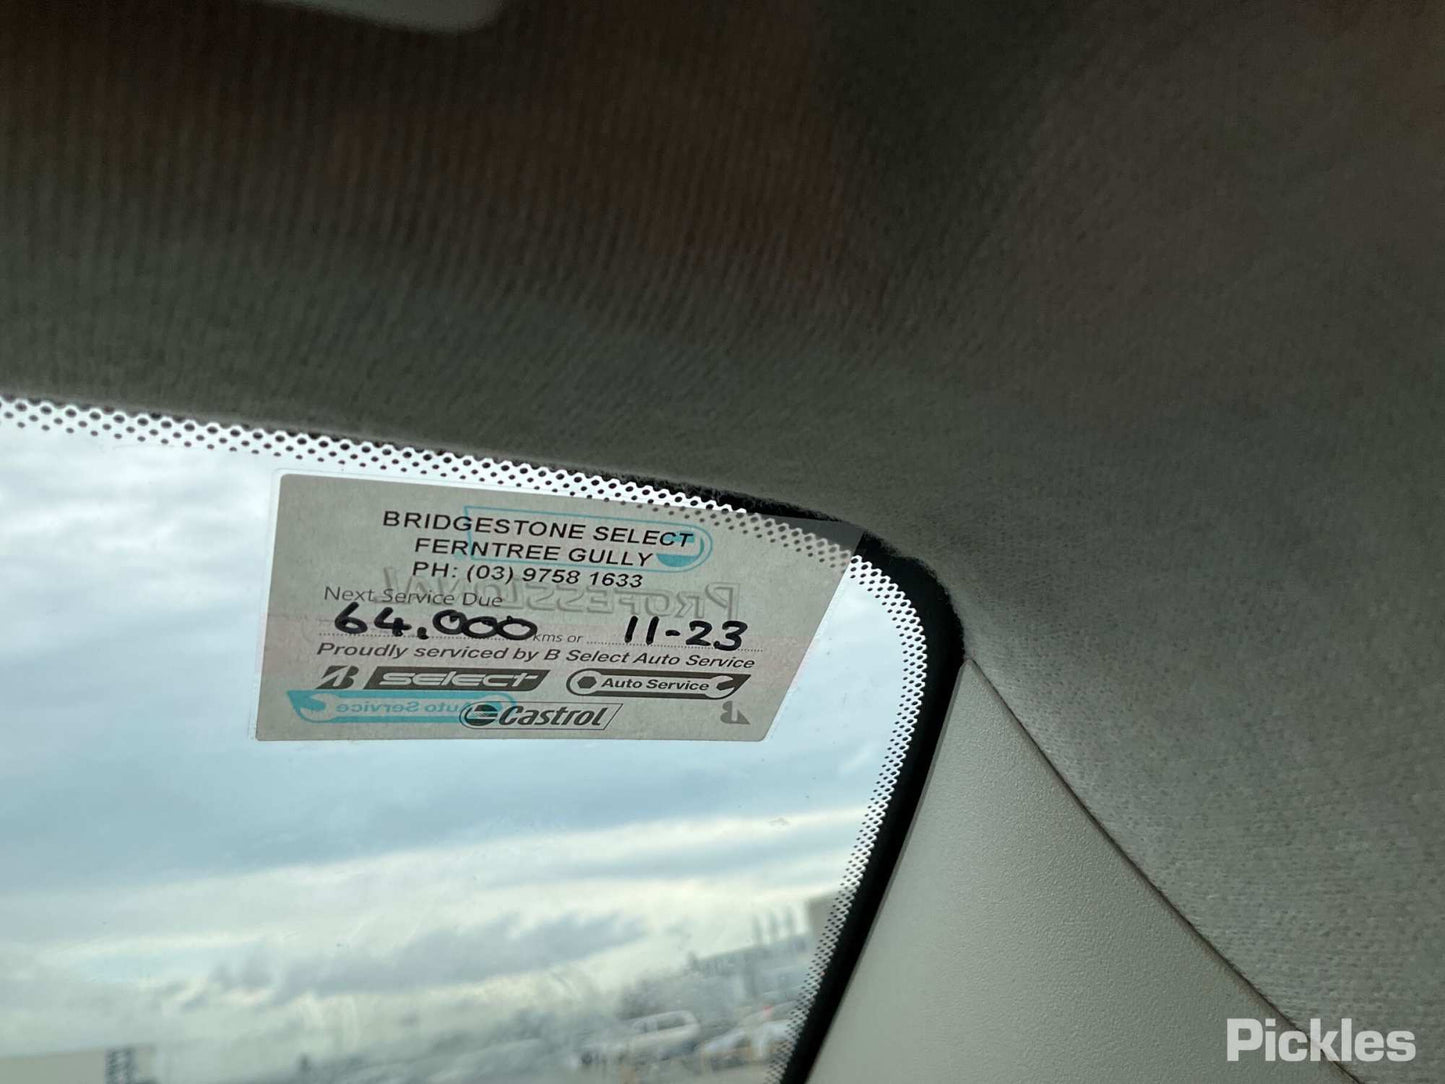 BRIDGESTONE SELECT
FERNTREE GULLY
PH: (03) 9758 1633
PROFESSIONAL
Next Service Due
64,000 kms or 11-23
Proudly serviced by B Select Auto Service
B SELECT Auto Service
Auto Service
Castrol
Pickles